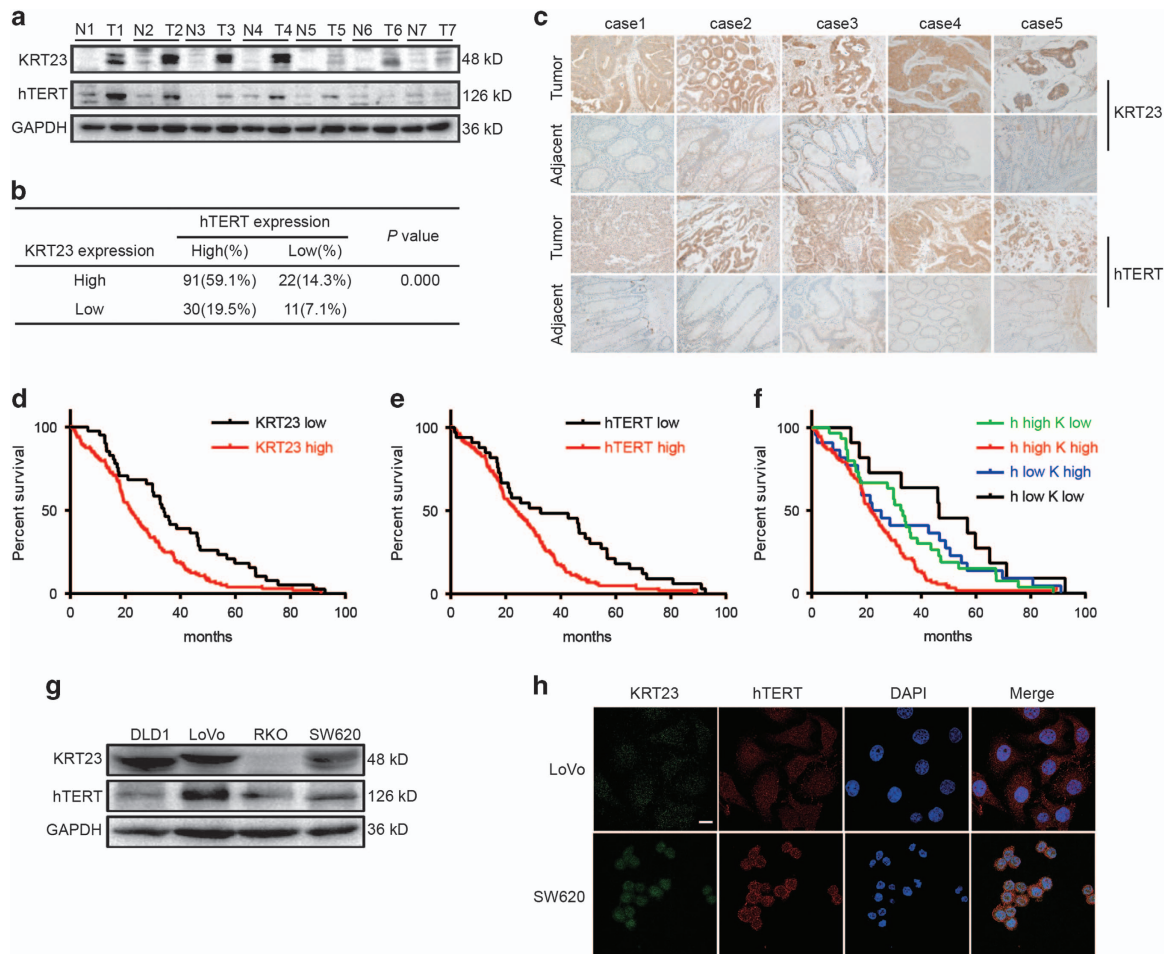 a
N1 T1 N2 T2 N3 T3 N4 T4 N5 T5 N6 T6 N7 T7
KRT23 48 kD
hTERT 126 kD
GAPDH 36 kD
b
hTERT expression
KRT23 expression High(%) Low(%) P value
High 91(59.1%) 22(14.3%) 0.000
Low 30(19.5%) 11(7.1%)
c
case1 case2 case3 case4 case5
Tumor
Adjacent
KRT23
Tumor
Adjacent
hTERT
d
KRT23 low
KRT23 high
Percent survival
100
50
0
0 20 40 60 80 100
months
e
hTERT low
hTERT high
Percent survival
100
50
0
0 20 40 60 80 100
months
f
h high K low
h high K high
h low K high
h low K low
Percent survival
100
50
0
0 20 40 60 80 100
months
g
DLD1 LoVo RKO SW620
KRT23 48 kD
hTERT 126 kD
GAPDH 36 kD
h
KRT23 hTERT DAPI Merge
LoVo
SW620